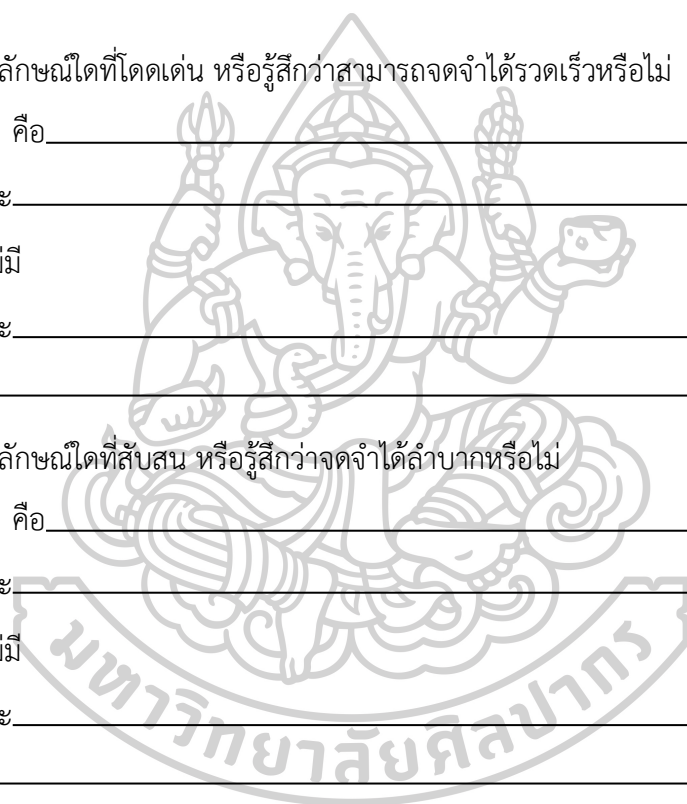 ลักษณ์ใดที่โดดเด่น หรือรู้สึกว่าสามารถจดจำได้รวดเร็วหรือไม่
คือ
ะ
มี
ะ
ลักษณ์ใดที่สับสน หรือรู้สึกว่าจดจำได้ลำบากหรือไม่
คือ
ะ
มี
ะ
มหาวิทยาลัยศิลปากร